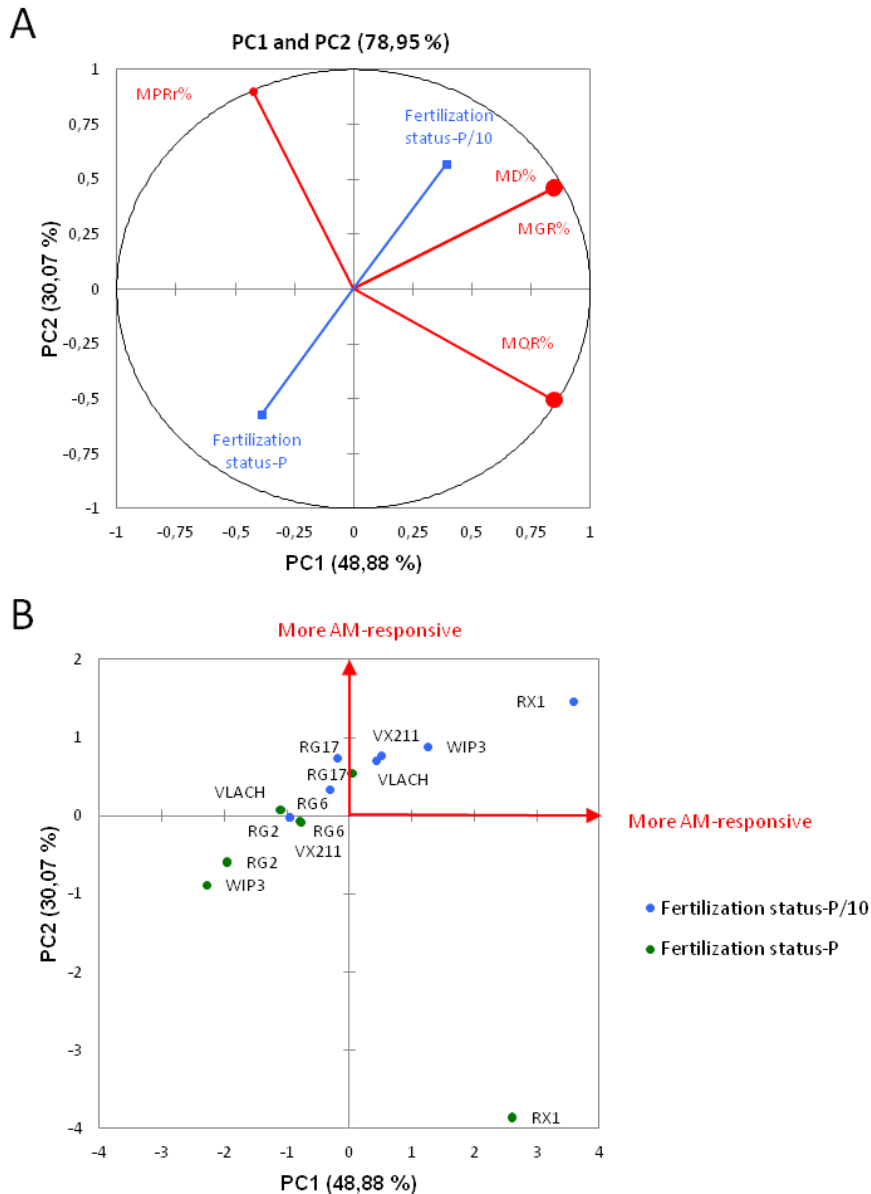 A
PC1 and PC2 (78,95 %)
1
MPRr%
0,75
Fertilization
status-P/10
0,5
MD%
0,25
MGR%
0
PC2 (30,07 %)
-0,25
MQR%
-0,5
Fertilization
status-P
-0,75
-1
-1 -0,75 -0,5 -0,25 0 0,25 0,5 0,75 1
PC1 (48,88 %)
B
More AM-responsive
2
RX1
1
RG17 VX211 WIP3
RG17 VLACH
VLACH RG6
0
More AM-responsive
RG2 RG6
VX211
RG2
WIP3
-1
PC2 (30,07 %)
Fertilization status-P/10
Fertilization status-P
-2
-3
RX1
-4
-4 -3 -2 -1 0 1 2 3 4
PC1 (48,88 %)